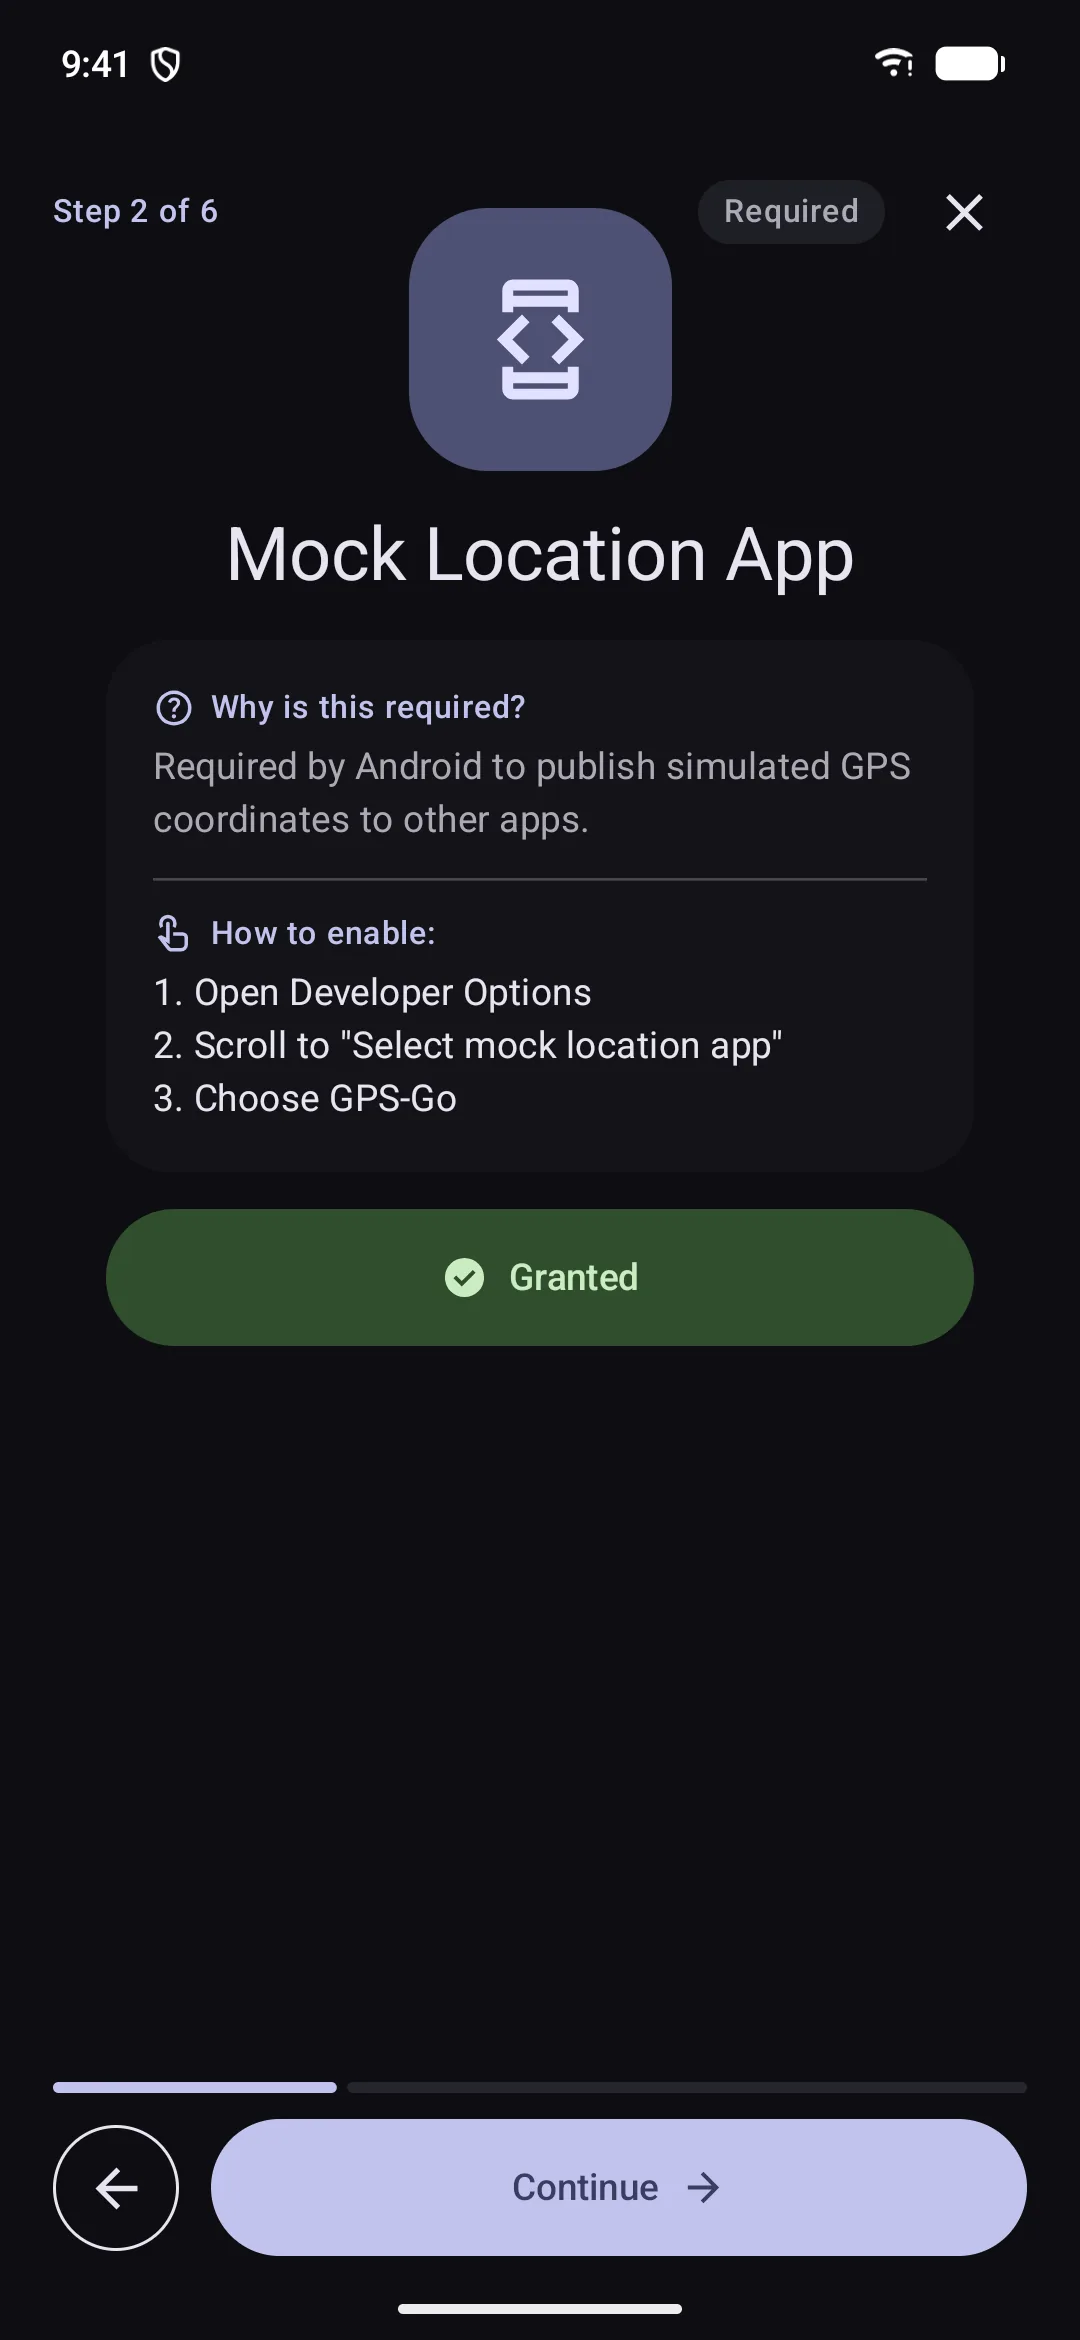 9:41
Step 2 of 6
Required
Mock Location App
Why is this required?
Required by Android to publish simulated GPS
coordinates to other apps.
How to enable:
1. Open Developer Options
2. Scroll to "Select mock location app"
3. Choose GPS-Go
Granted
Continue